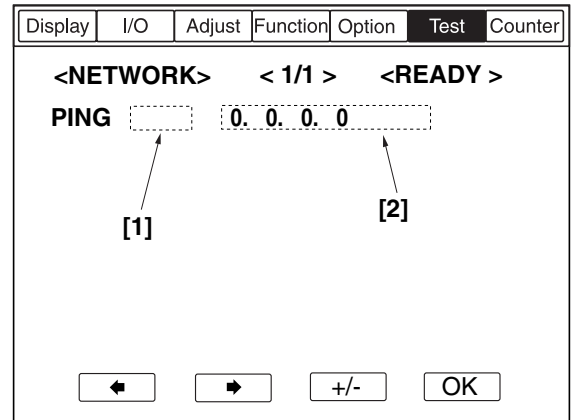 Display I/O Adjust Function Option Test Counter
<NETWORK> < 1/1 > <READY >
PING 0. 0. 0. 0
[1] [2]
+/- OK